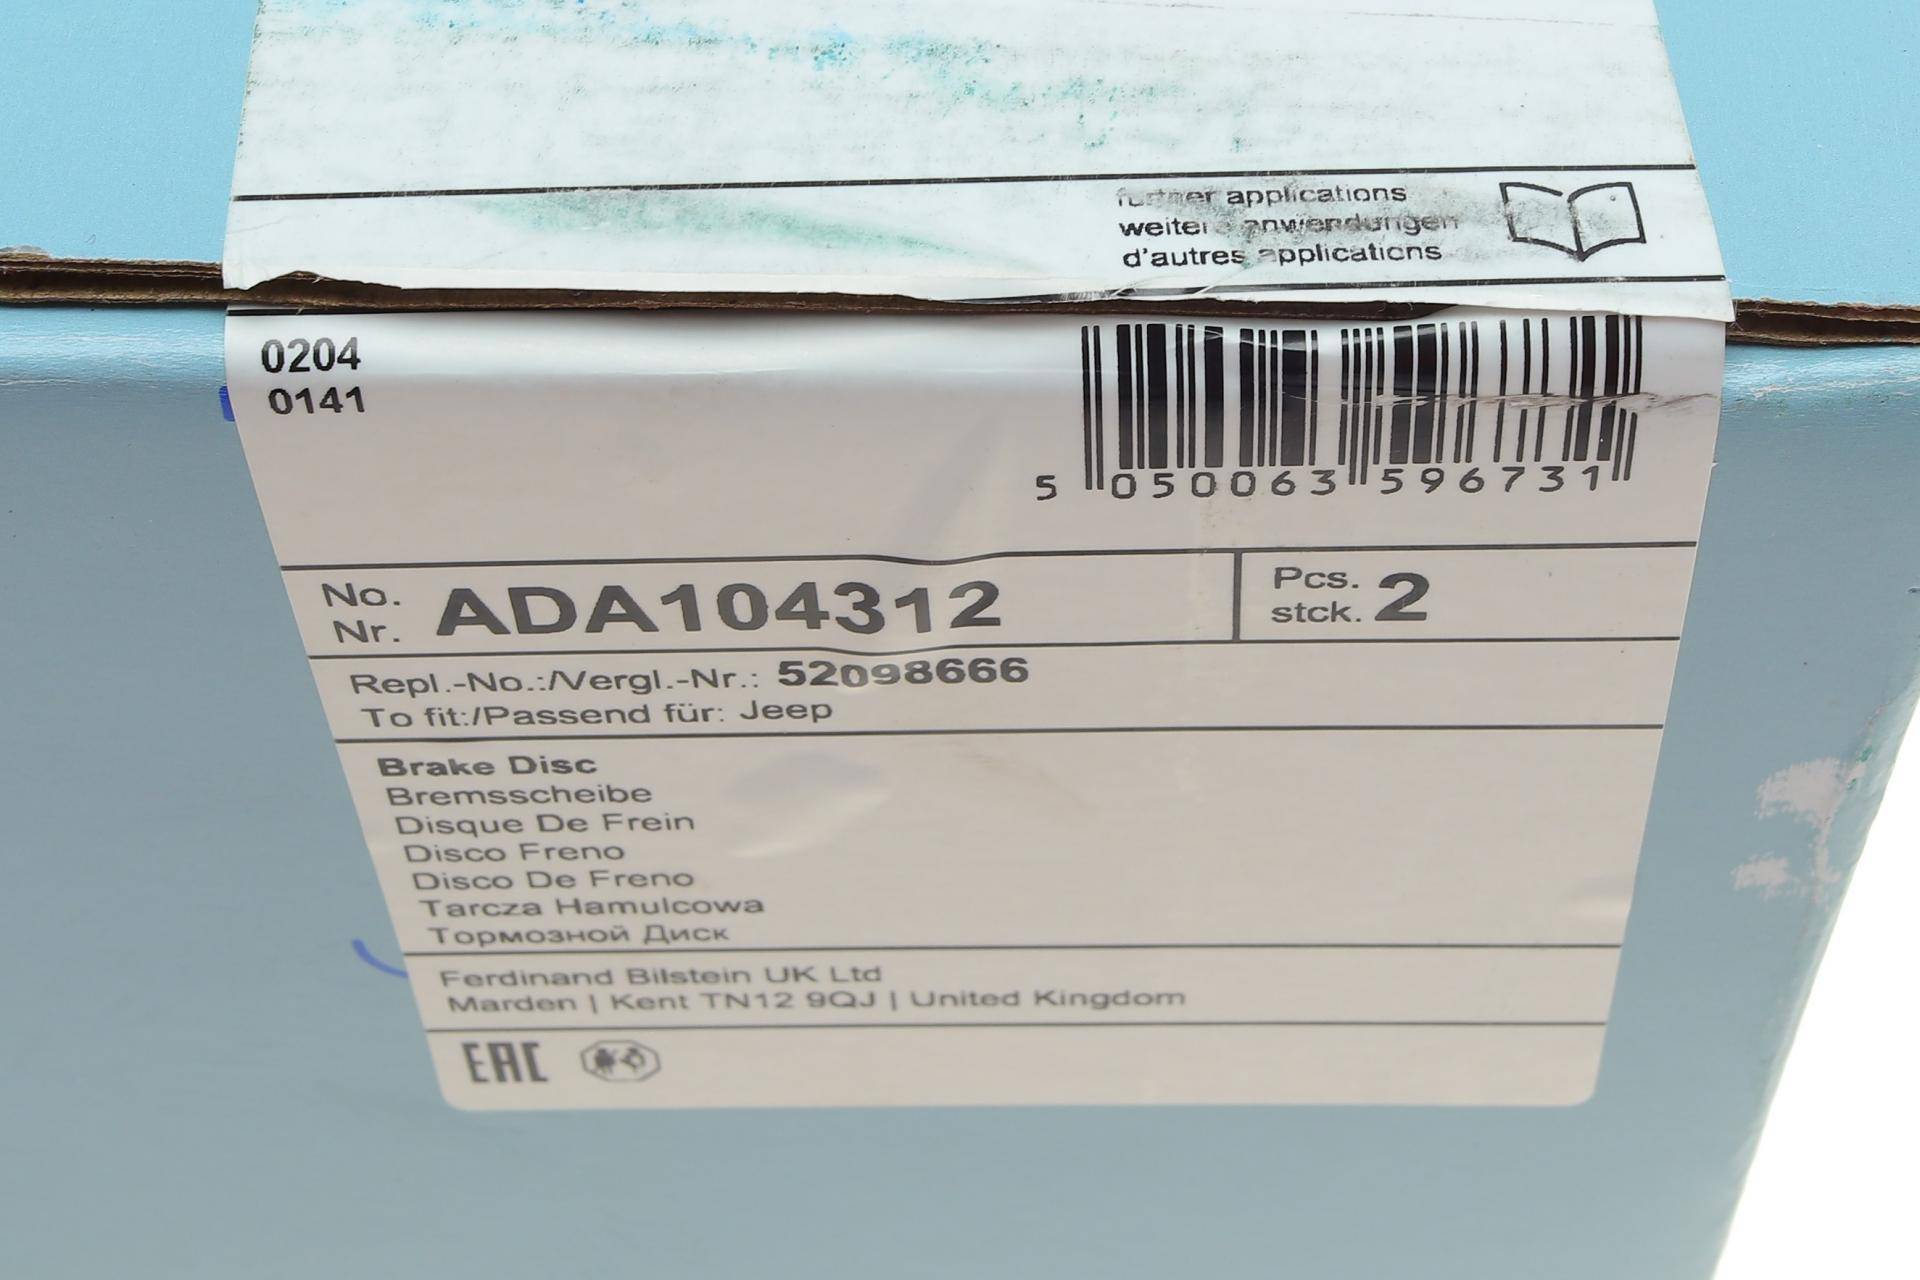 further applications
weitere anwendungen
d'autres applications
0204
0141
5 050063 596731
No. ADA104312
Nr.
Pcs. 2
stck.
Repl.-No.:/Vergl.-Nr.: 52098666
To fit:/Passend für: Jeep
Brake Disc
Bremsscheibe
Disque De Frein
Disco Freno
Disco De Freno
Tarcza Hamulcowa
Тормозной Диск
Ferdinand Bilstein UK Ltd
Marden | Kent TN12 9QJ | United Kingdom
EAC